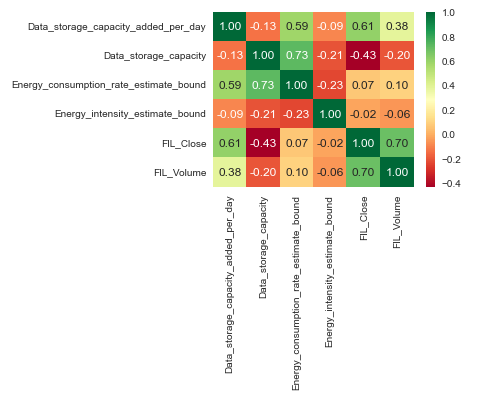 Data_storage_capacity_added_per_day 1.00 -0.13 0.59 -0.09 0.61 0.38
Data_storage_capacity -0.13 1.00 0.73 -0.21 -0.43 -0.20
Energy_consumption_rate_estimate_bound 0.59 0.73 1.00 -0.23 0.07 0.10
Energy_intensity_estimate_bound -0.09 -0.21 -0.23 1.00 -0.02 -0.06
FIL_Close 0.61 -0.43 0.07 -0.02 1.00 0.70
FIL_Volume 0.38 -0.20 0.10 -0.06 0.70 1.00
Data_storage_capacity_added_per_day
Data_storage_capacity
Energy_consumption_rate_estimate_bound
Energy_intensity_estimate_bound
FIL_Close
FIL_Volume
1.0
0.8
0.6
0.4
0.2
0.0
−0.2
−0.4